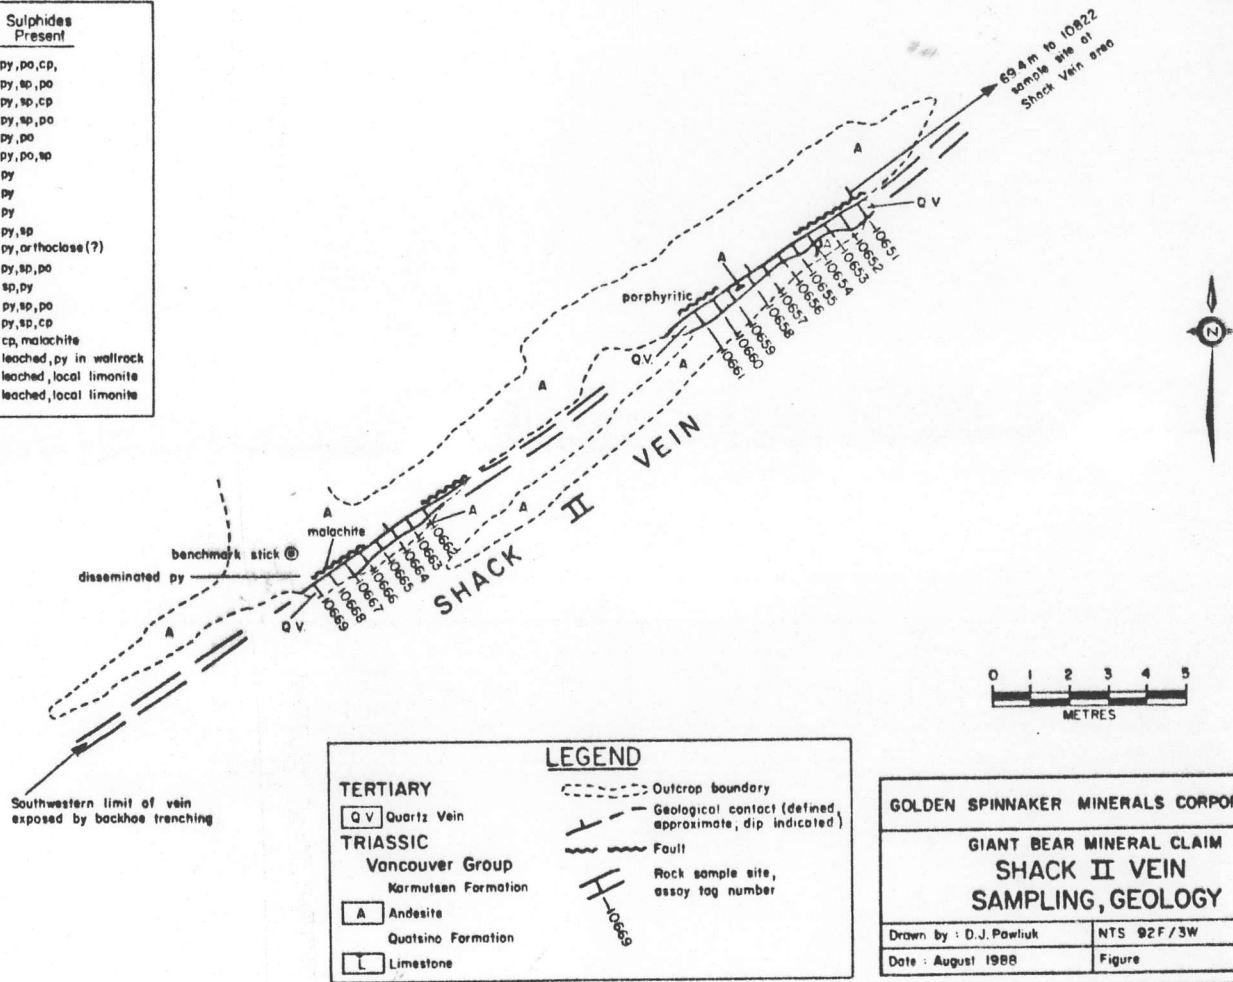 Sulphides
Present
py,po,cp,
py,sp,po
py,sp,cp
py,sp,po
py,po
py,po,sp
py
py
py
py,sp
py,orthoclase(?)
py,sp,po
sp,py
py,sp,po
py,sp,cp
cp, malachite
leached,py in wallrock
leached,local limonite
leached,local limonite
69.4m to 10822
sample site at
Shack Vein area
A
Q V
A
10651
10652
10653
10654
10655
10656
10657
10658
10659
10660
10661
porphyritic
Q.V.
A
A
N
SHACK II VEIN
A
malachite
A
A
benchmark stick
disseminated py
10662
10663
10664
10665
10666
10667
10668
10669
Q V.
A
Southwestern limit of vein
exposed by backhoe trenching
0 1 2 3 4 5
METRES
LEGEND
TERTIARY
Q V Quartz Vein
TRIASSIC
Vancouver Group
Karmutsen Formation
A Andesite
Quatsino Formation
L Limestone
Outcrop boundary
Geological contact (defined,
approximate; dip indicated)
Fault
Rock sample site,
assay tag number
10669
GOLDEN SPINNAKER MINERALS CORPO
GIANT BEAR MINERAL CLAIM
SHACK II VEIN
SAMPLING, GEOLOGY
Drawn by : D.J. Pawliuk
NTS 92F/3W
Date : August 1988
Figure